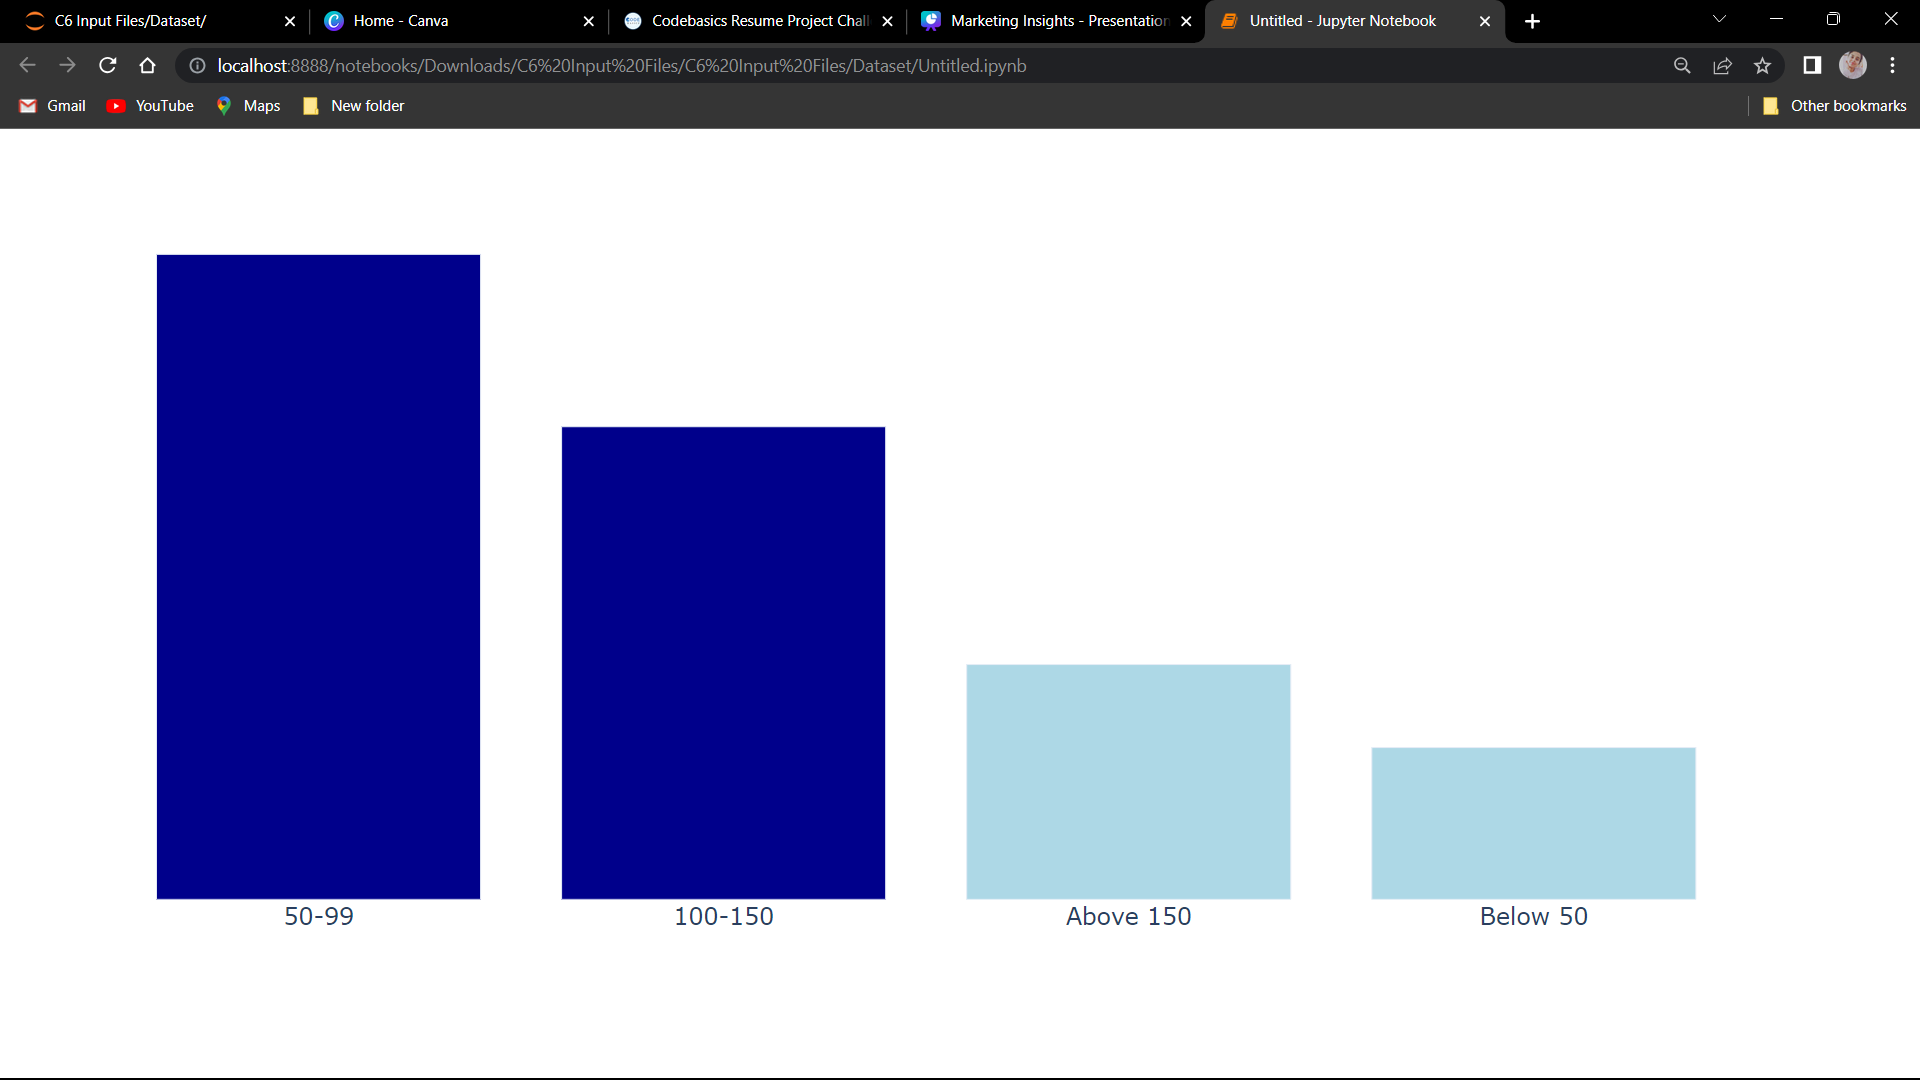 C6 Input Files/Dataset/
Home - Canva
Codebasics Resume Project Chall
Marketing Insights - Presentation
Untitled - Jupyter Notebook
localhost:8888/notebooks/Downloads/C6%20Input%20Files/C6%20Input%20Files/Dataset/Untitled.ipynb
Gmail
YouTube
Maps
New folder
Other bookmarks
50-99
100-150
Above 150
Below 50